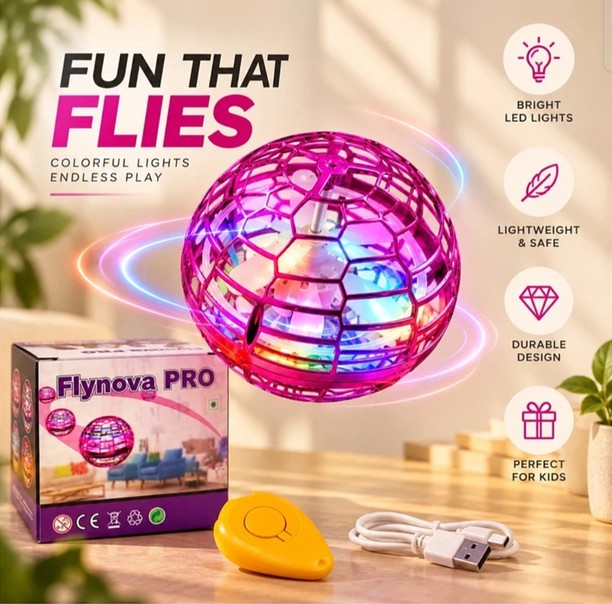 FUN THAT
FLIES
COLORFUL LIGHTS
ENDLESS PLAY
BRIGHT
LED LIGHTS
LIGHTWEIGHT
& SAFE
DURABLE
DESIGN
PERFECT
FOR KIDS
Flynova PRO
CE